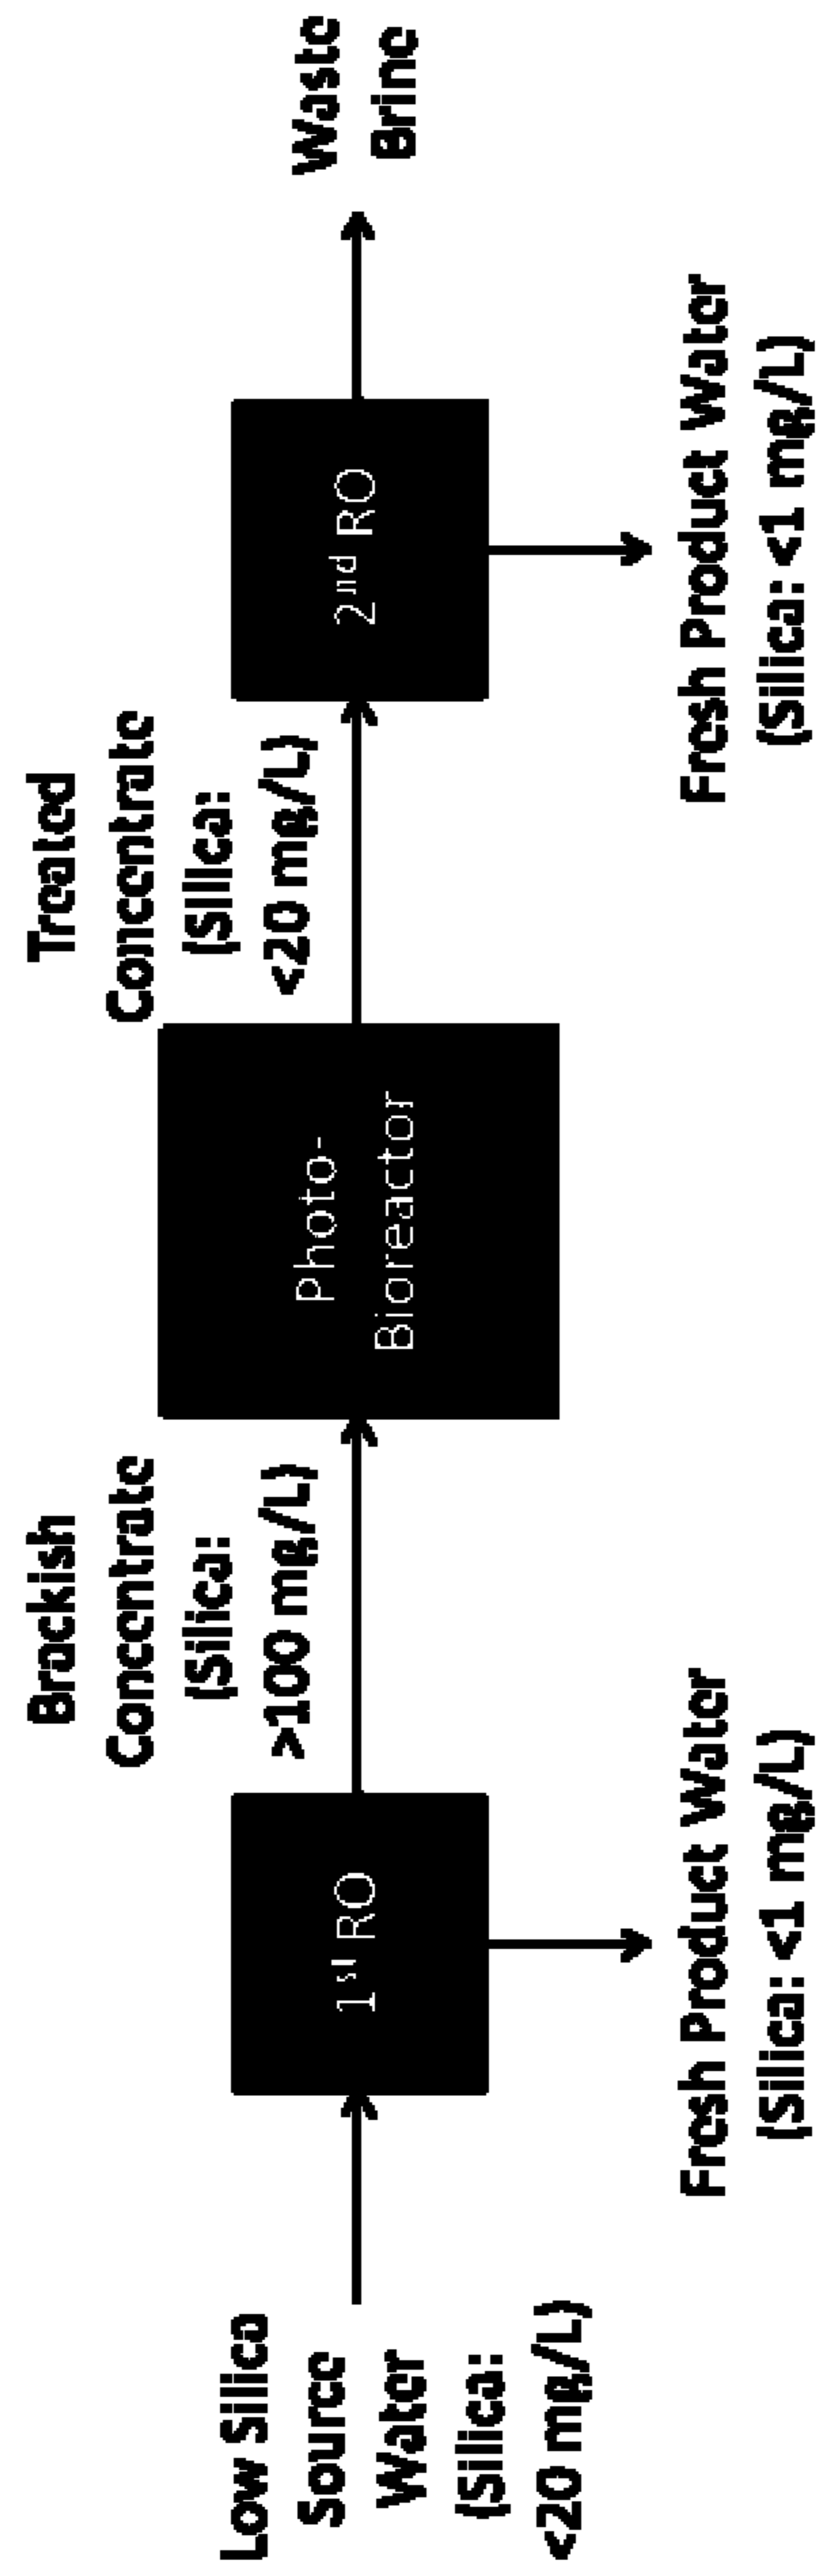 Low Silica
Source
Water
(Silica:
<20 mg/L)
1st RO
Fresh Product Water
(Silica: <1 mg/L)
Brackish
Concentrate
(Silica:
>100 mg/L)
Photo-
Bioreactor
Treated
Concentrate
(Silica:
<20 mg/L)
2nd RO
Fresh Product Water
(Silica: <1 mg/L)
Waste
Brine